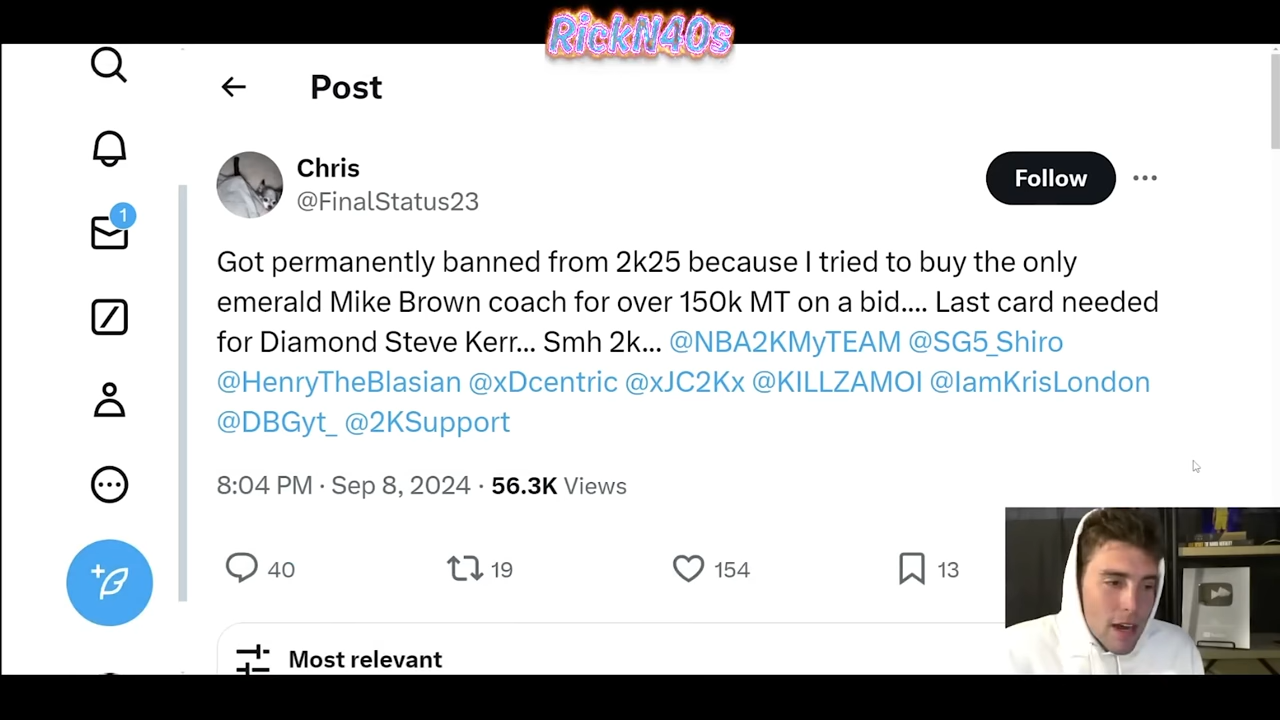 RickN40s
Post
Chris
@FinalStatus23
Follow
1
Got permanently banned from 2k25 because I tried to buy the only
emerald Mike Brown coach for over 150k MT on a bid.... Last card needed
for Diamond Steve Kerr... Smh 2k... @NBA2KMyTEAM @SG5_Shiro
@HenryTheBlasian @xDcentric @xJC2Kx @KILLZAMOI @IamKrisLondon
@DBGyt_ @2KSupport
8:04 PM · Sep 8, 2024 · 56.3K Views
40 19 154 13
Most relevant